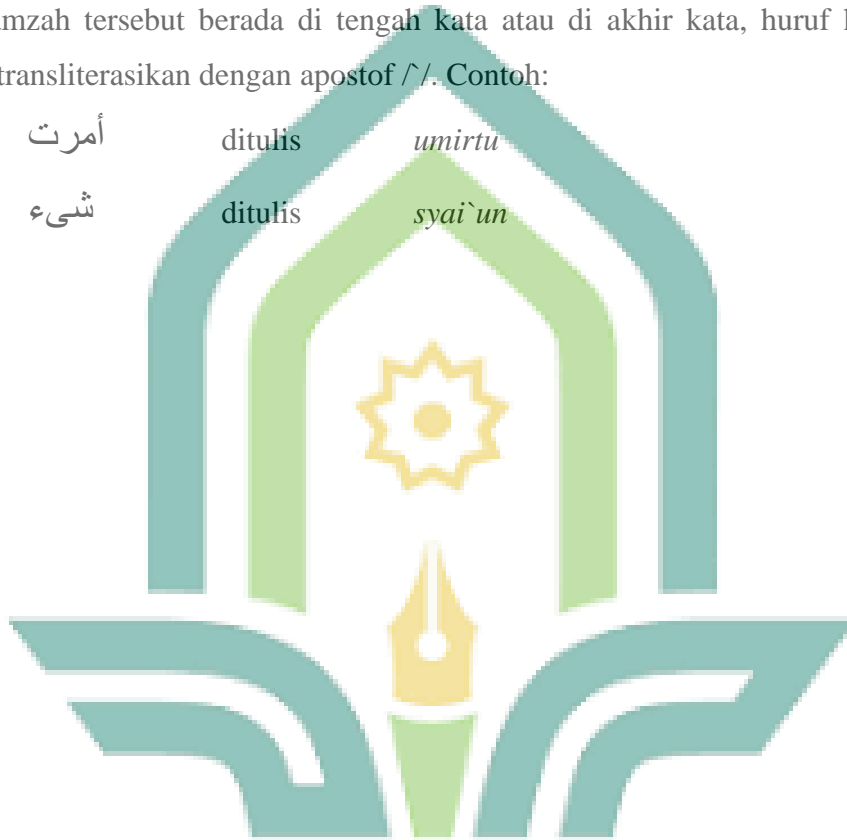 tersebut berada di tengah kata atau di akhir kata, huruf
transliterasikan dengan apostof /`/. Contoh:
أمرت ditulis umirtu
شىء ditulis syai`un